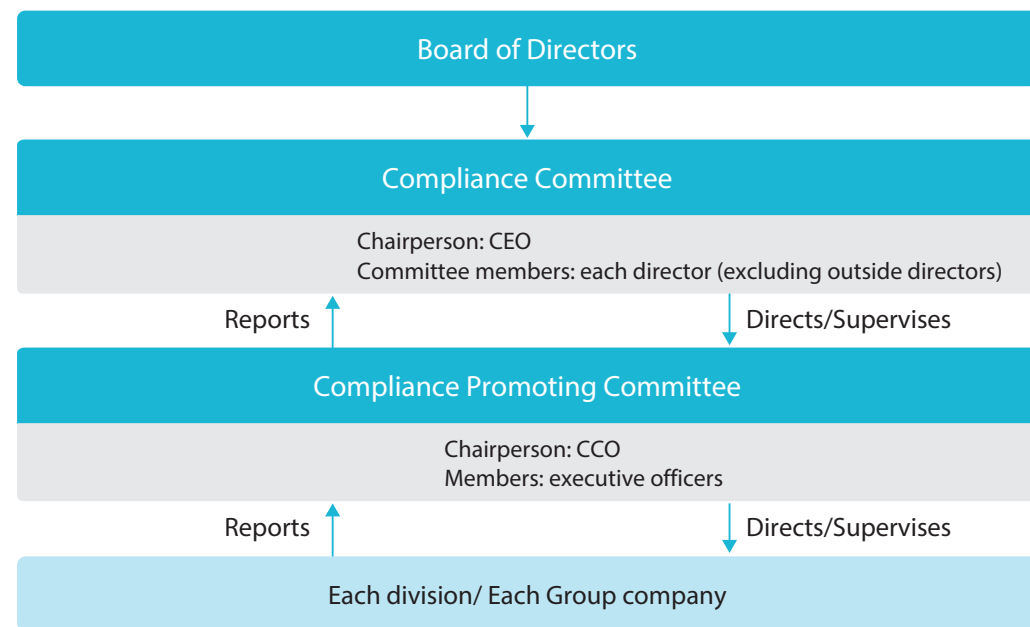 Board of Directors
Compliance Committee
Chairperson: CEO
Committee members: each director (excluding outside directors)
Reports
Directs/Supervises
Compliance Promoting Committee
Chairperson: CCO
Members: executive officers
Reports
Directs/Supervises
Each division/ Each Group company